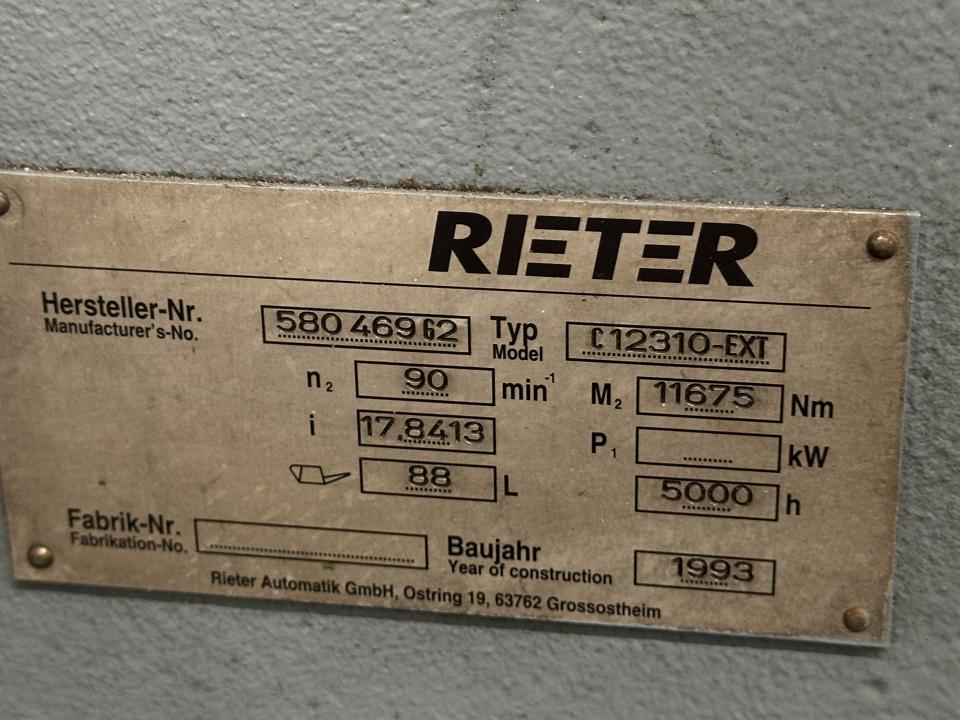 RIETER
Hersteller-Nr. 580 469 62 Typ C12310-EXT
Manufacturer's-No. Model
n₂ 90 min⁻¹ M₂ 11675 Nm
i 17,8413 P₁ kW
88 L 5000 h
Fabrik-Nr. Baujahr 1993
Fabrikation-No. Year of construction
Rieter Automatik GmbH, Ostring 19, 63762 Grossostheim